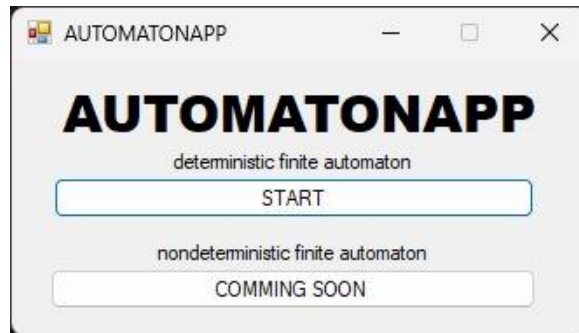 AUTOMATONAPP
AUTOMATONAPP
deterministic finite automaton
START
nondeterministic finite automaton
COMMING SOON